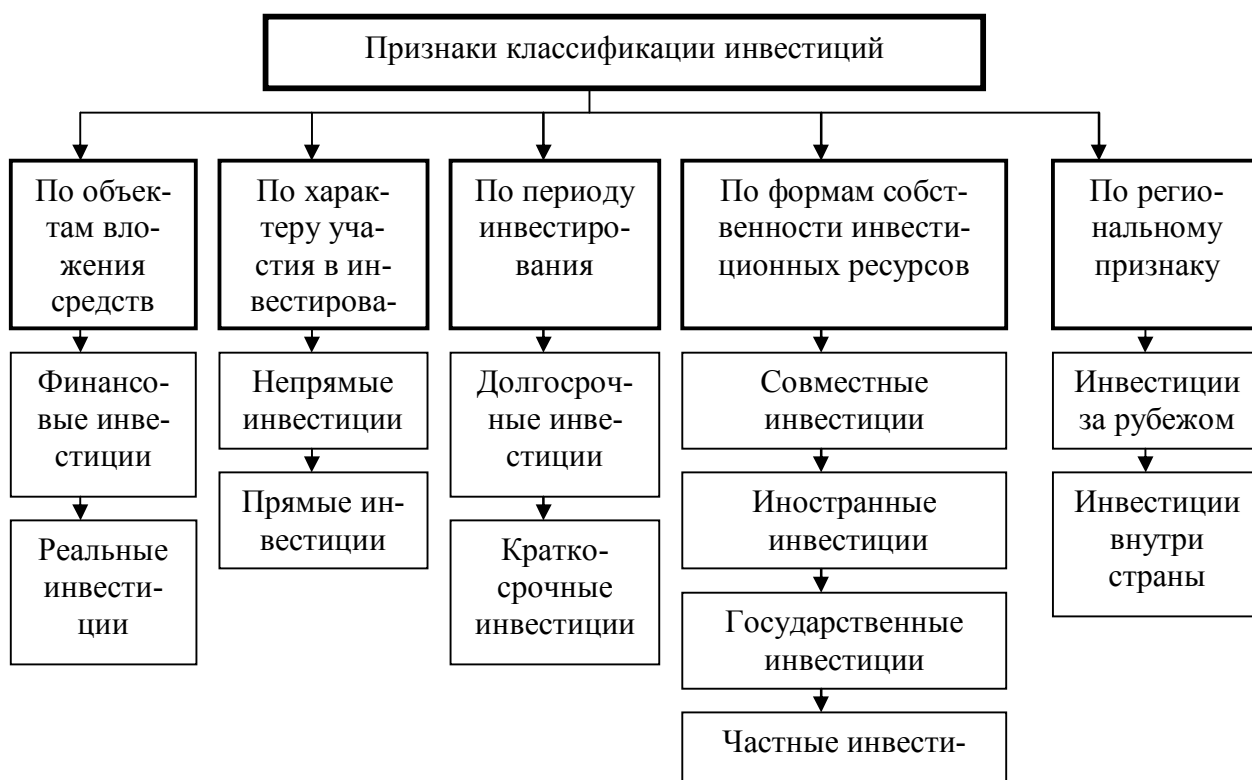 Признаки классификации инвестиций
По объек-
там вло-
жения
средств
По харак-
теру уча-
стия в ин-
вестирова-
По периоду
инвестиро-
вания
По формам собст-
венности инвести-
ционных ресурсов
По регио-
нальному
признаку
Финансо-
вые инве-
стиции
Реальные
инвести-
ции
Непрямые
инвестиции
Прямые ин-
вестиции
Долгосроч-
ные инве-
стиции
Кратко-
срочные
инвестиции
Совместные
инвестиции
Иностранные
инвестиции
Государственные
инвестиции
Частные инвести-
Инвестиции
за рубежом
Инвестиции
внутри
страны